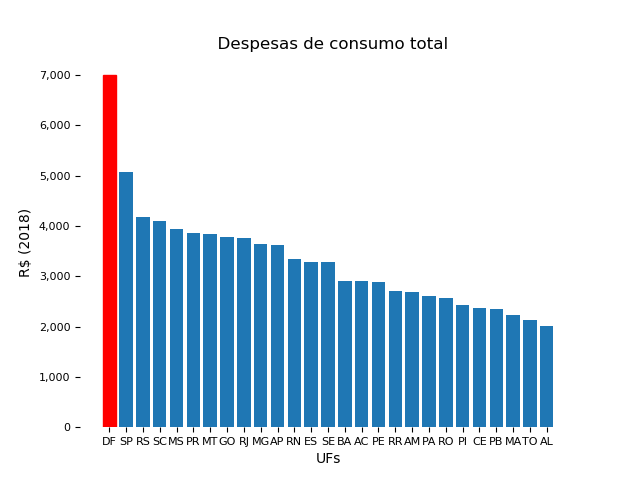 Despesas de consumo total
7,000
6,000
5,000
4,000
3,000
2,000
1,000
0
R$ (2018)
DF SP RS SC MS PR MT GO RJ MG AP RN ES SE BA AC PE RR AM PA RO PI CE PB MA TO AL
UFs